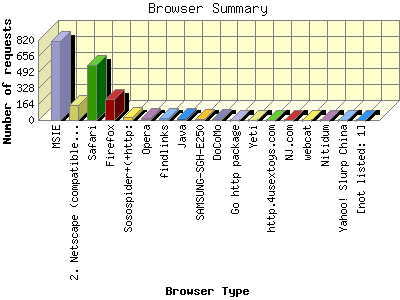 Browser Summary
Number of requests
820
656
492
328
164
0
MSIE
2. Netscape (compatible...
Safari
Firefox
Sosospider+(+http:
Opera
findlinks
Java
SAMSUNG-SGH-E250
DoCoMo
Go http package
Yeti
http.4usextoys.com
NJ.com
webcat
Nitidum
Yahoo! Slurp China
[not listed: 1]
Browser Type